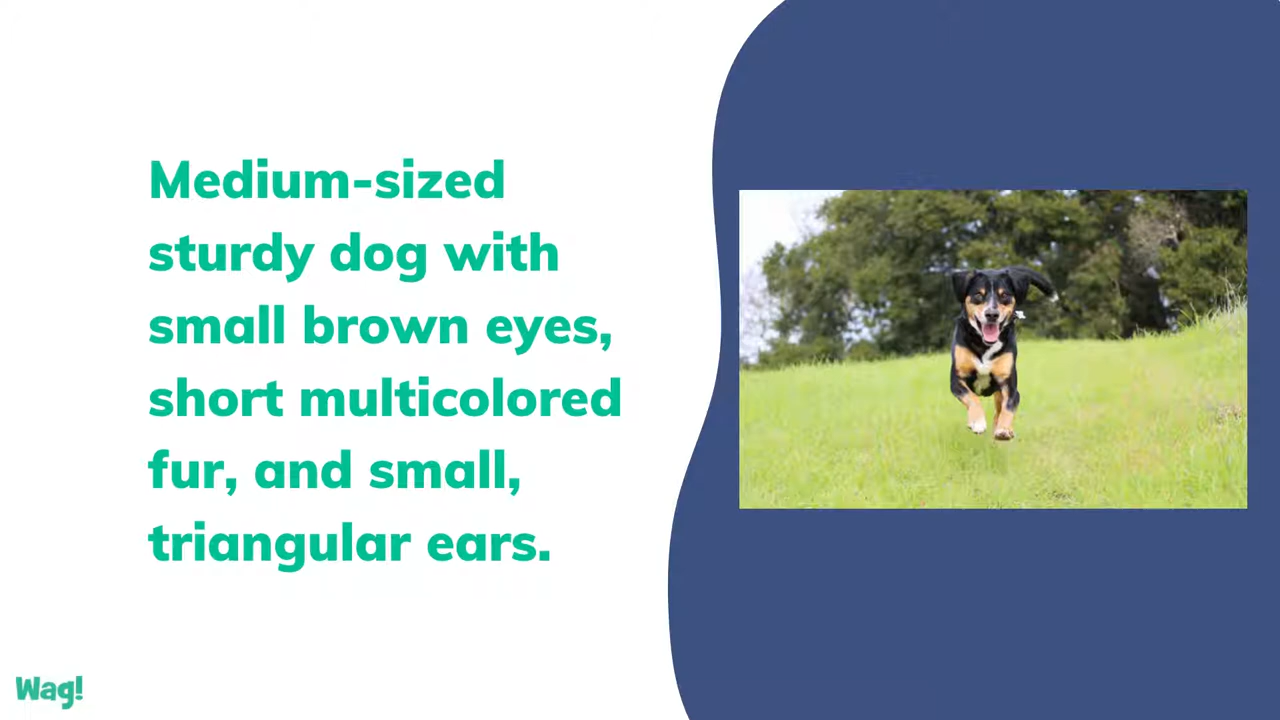 Medium-sized
sturdy dog with
small brown eyes,
short multicolored
fur, and small,
triangular ears.
Wag!